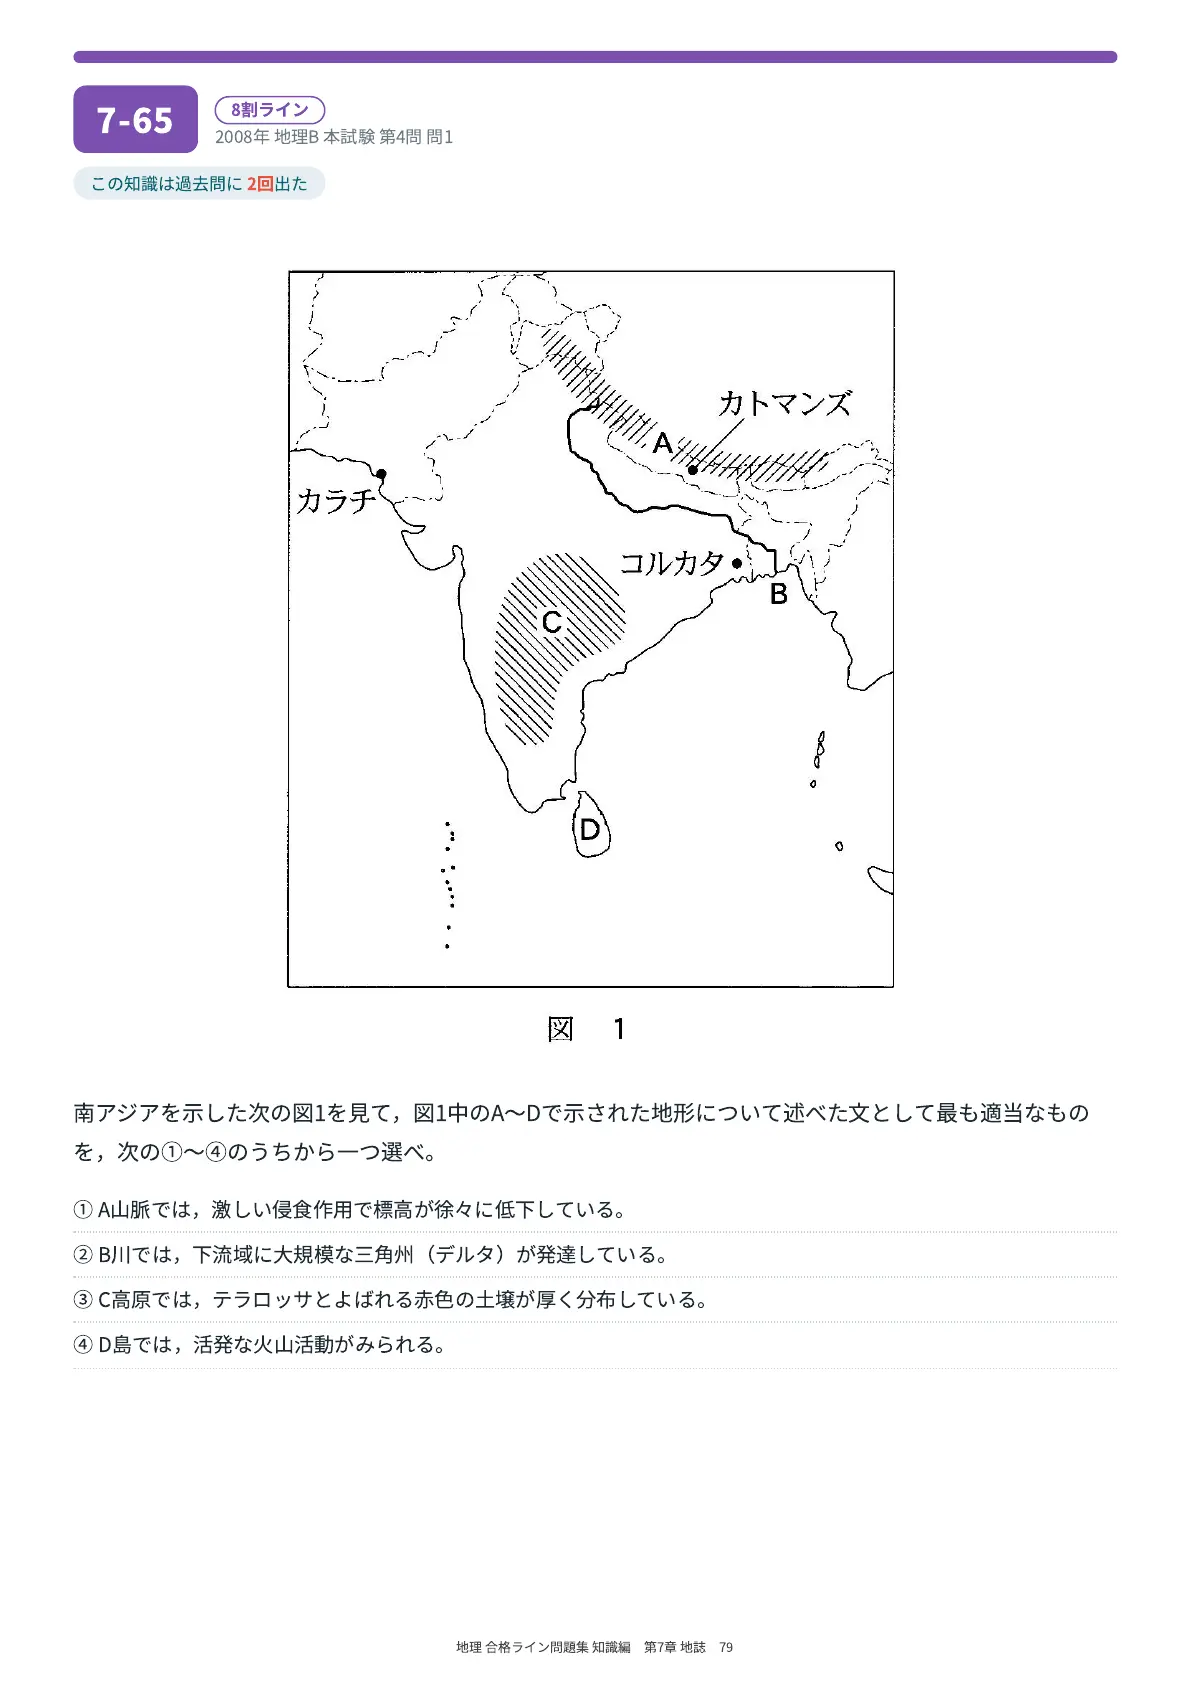 7-65
8割ライン
2008年 地理B 本試験 第4問 問1
この知識は過去問に 2回出た
カトマンズ
A
カラチ
コルカタ
B
C
D
図 1
南アジアを示した次の図1を見て，図1中のA～Dで示された地形について述べた文として最も適当なもの
を，次の①～④のうちから一つ選べ。
① A山脈では，激しい侵食作用で標高が徐々に低下している。
② B川では，下流域に大規模な三角州（デルタ）が発達している。
③ C高原では，テラロッサとよばれる赤色の土壌が厚く分布している。
④ D島では，活発な火山活動がみられる。
地理 合格ライン問題集 知識編 第7章 地誌 79